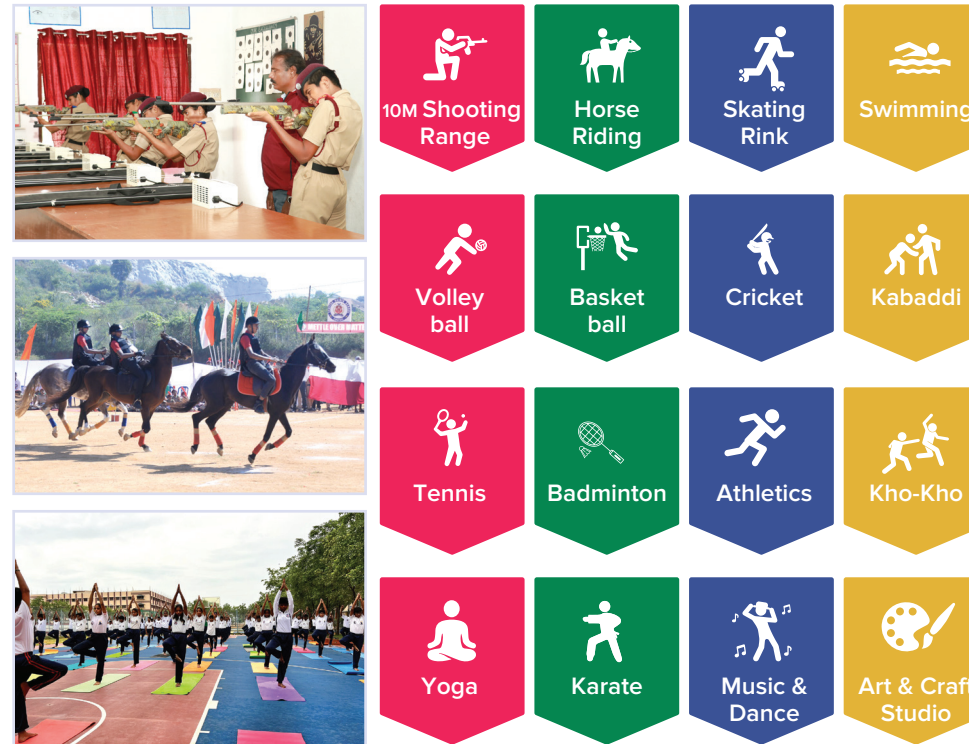 10M Shooting
Range
Horse
Riding
Skating
Rink
Swimming
Volley
ball
Basket
ball
Cricket
Kabaddi
Tennis
Badminton
Athletics
Kho-Kho
Yoga
Karate
Music &
Dance
Art & Craft
Studio